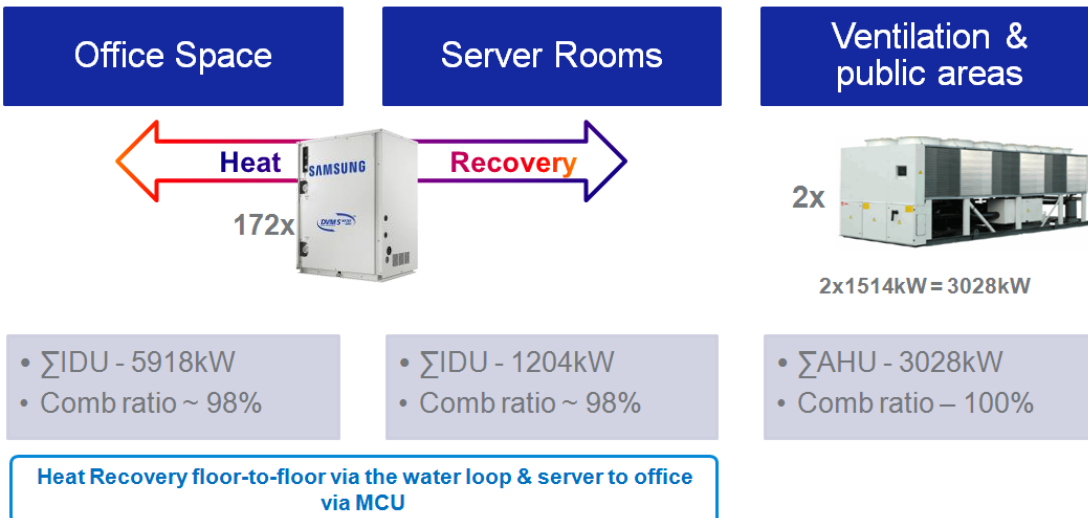 Office Space
Server Rooms
Ventilation &
public areas
Heat
SAMSUNG
Recovery
172x
DVM S
2x
2x1514kW = 3028kW
• ∑IDU - 5918kW
• Comb ratio ~ 98%
• ∑IDU - 1204kW
• Comb ratio ~ 98%
• ∑AHU - 3028kW
• Comb ratio – 100%
Heat Recovery floor-to-floor via the water loop & server to office
via MCU